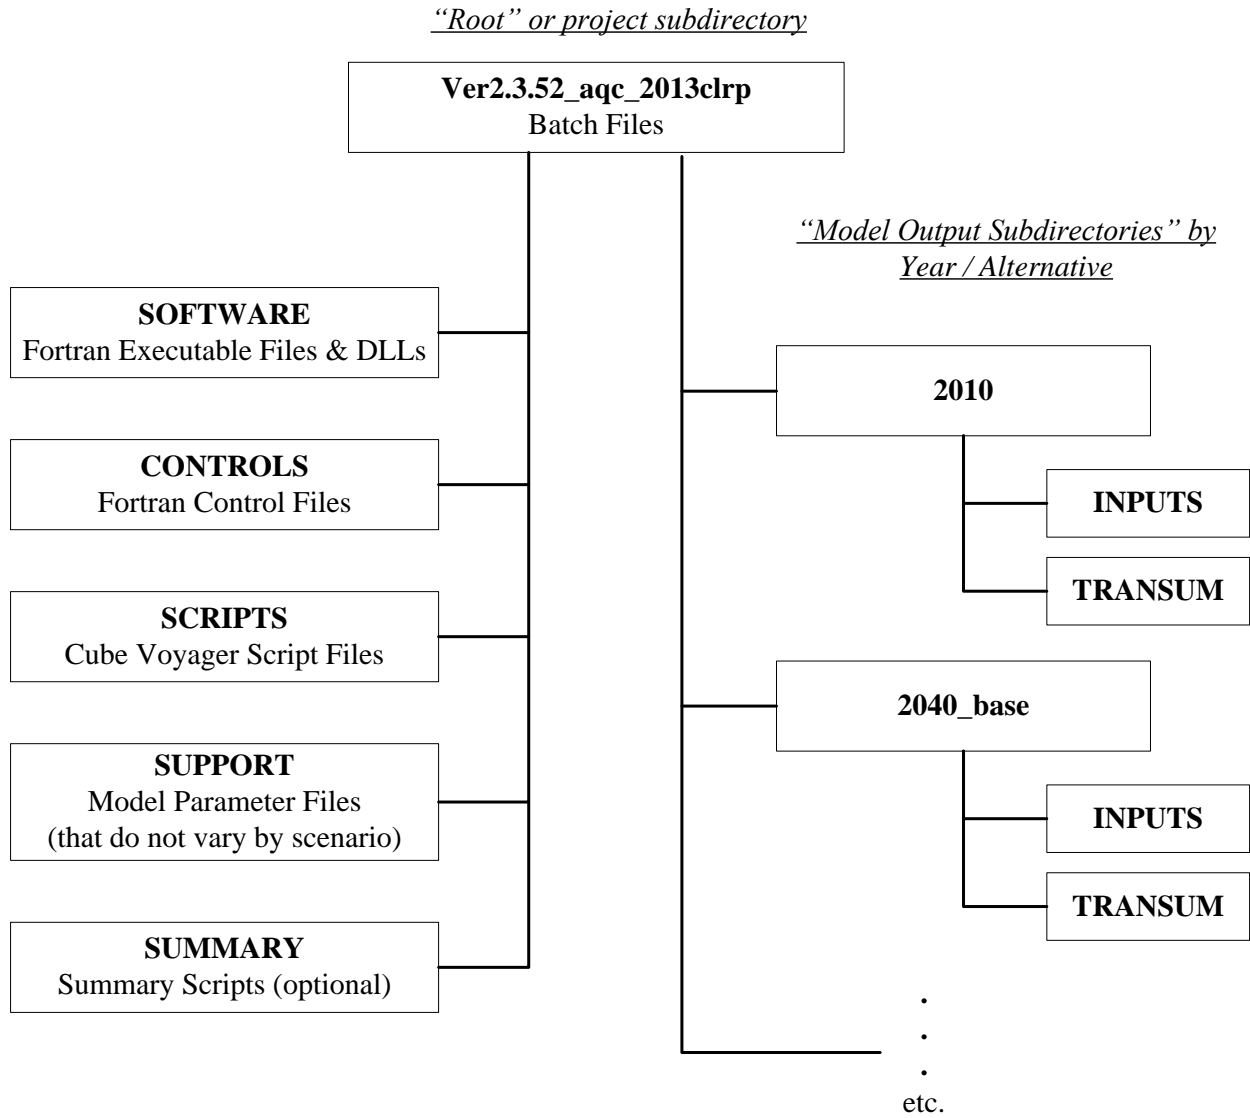 “Root” or project subdirectory
Ver2.3.52_aqc_2013clrp
Batch Files
“Model Output Subdirectories” by
Year / Alternative
SOFTWARE
Fortran Executable Files & DLLs
CONTROLS
Fortran Control Files
SCRIPTS
Cube Voyager Script Files
SUPPORT
Model Parameter Files
(that do not vary by scenario)
SUMMARY
Summary Scripts (optional)
2010
INPUTS
TRANSUM
2040_base
INPUTS
TRANSUM
.
.
.
etc.